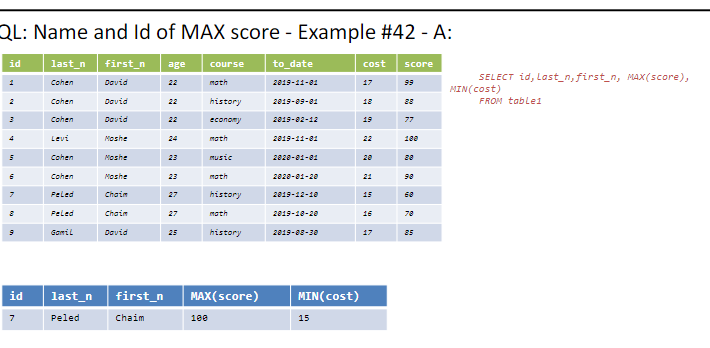 QL: Name and Id of MAX score - Example #42 - A:
id last_n first_n age course to_date cost score
1 Cohen David 22 math 2019-11-01 17 99
2 Cohen David 22 history 2019-09-01 18 88
3 Cohen David 22 economy 2019-02-12 19 77
4 Levi Moshe 24 math 2019-11-01 22 100
5 Cohen Moshe 23 music 2020-01-01 20 80
6 Cohen Moshe 23 math 2020-01-20 21 90
7 Peled Chaim 27 history 2019-12-10 15 60
8 Peled Chaim 27 math 2019-10-20 16 70
9 Gamil David 25 history 2019-08-30 17 85
SELECT id,last_n,first_n, MAX(score),
MIN(cost)
FROM table1
id last_n first_n MAX(score) MIN(cost)
7 Peled Chaim 100 15